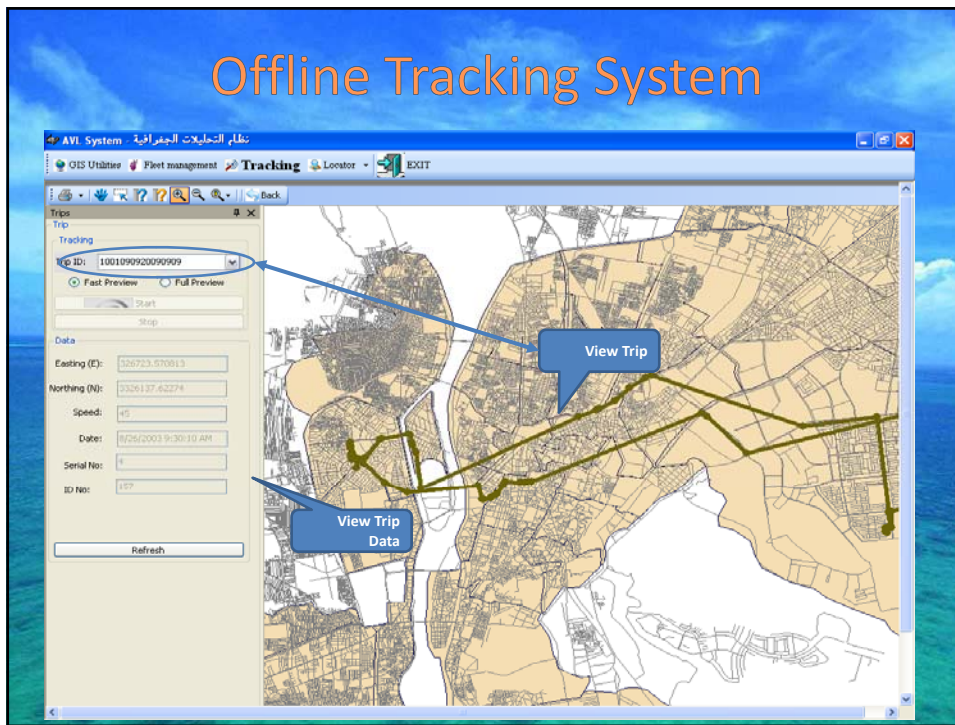 Offline Tracking System
AVL System - نظام التحليلات الجغرافية
GIS Utilities Fleet management Tracking Locator EXIT
Back
Trips
Trip
Tracking
Trip ID: 1001090920090909
Fast Preview Full Preview
Start
Stop
Data
Easting (E): 326723.570813
Northing (N): 3326137.62274
Speed: 45
Date: 8/26/2003 9:30:10 AM
Serial No: 4
ID No: 157
Refresh
View Trip
View Trip
Data